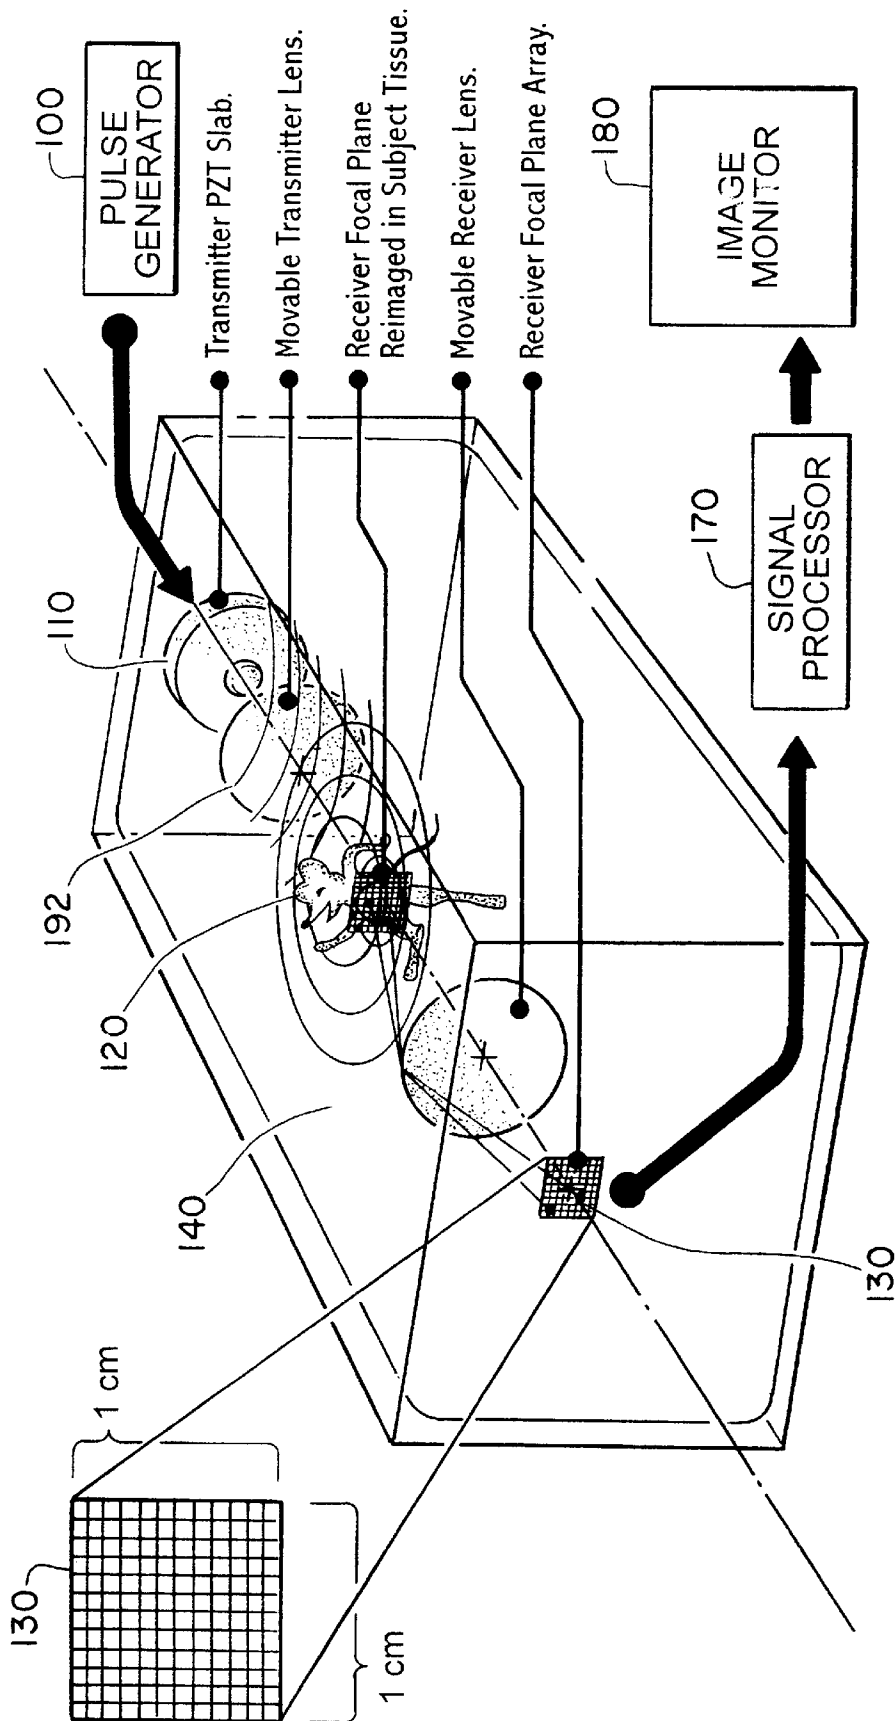 100
PULSE
GENERATOR
Transmitter PZT Slab.
Movable Transmitter Lens.
Receiver Focal Plane
Reimaged in Subject Tissue.
Movable Receiver Lens.
Receiver Focal Plane Array.
180
IMAGE
MONITOR
170
SIGNAL
PROCESSOR
110
192
120
140
130
1 cm
1 cm
130